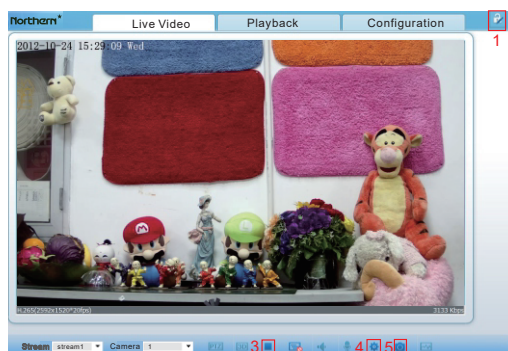 Northern*
Live Video
Playback
Configuration
1
2012-10-24 15:29:09 Wed
H.265(2592x1520*20fps)
3133 Kbps
Stream stream1 Camera 1 3 4 5